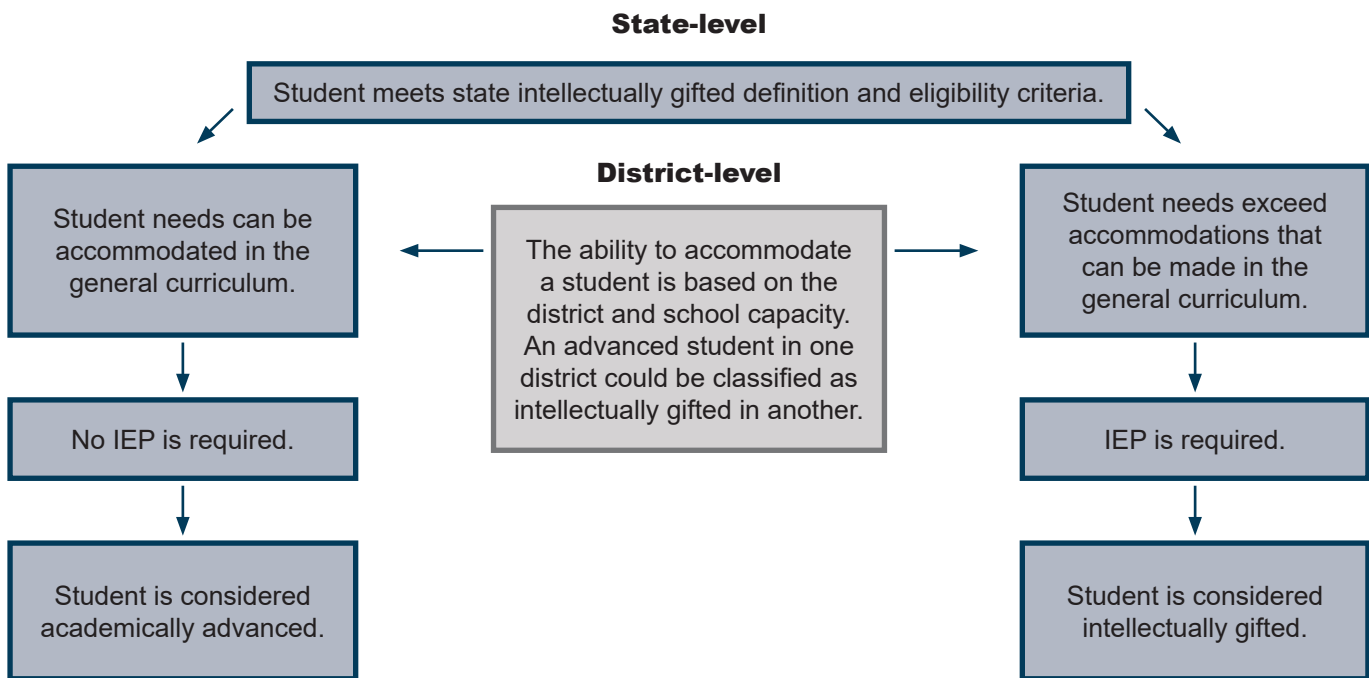 State-level
Student meets state intellectually gifted definition and eligibility criteria.
District-level
Student needs can be
accommodated in the
general curriculum.
The ability to accommodate
a student is based on the
district and school capacity.
An advanced student in one
district could be classified as
intellectually gifted in another.
Student needs exceed
accommodations that
can be made in the
general curriculum.
No IEP is required.
IEP is required.
Student is considered
academically advanced.
Student is considered
intellectually gifted.